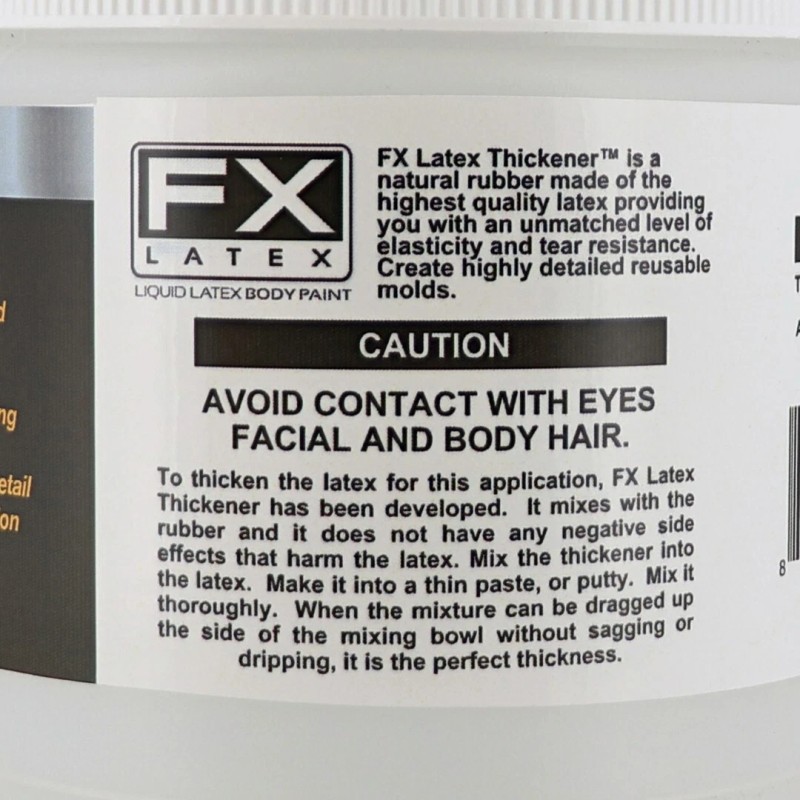 FX
LATEX
LIQUID LATEX BODY PAINT
FX Latex Thickener™ is a
natural rubber made of the
highest quality latex providing
you with an unmatched level of
elasticity and tear resistance.
Create highly detailed reusable
molds.
CAUTION
AVOID CONTACT WITH EYES
FACIAL AND BODY HAIR.
To thicken the latex for this application, FX Latex
Thickener has been developed. It mixes with the
rubber and it does not have any negative side
effects that harm the latex. Mix the thickener into
the latex. Make it into a thin paste, or putty. Mix it
thoroughly. When the mixture can be dragged up
the side of the mixing bowl without sagging or
dripping, it is the perfect thickness.
8